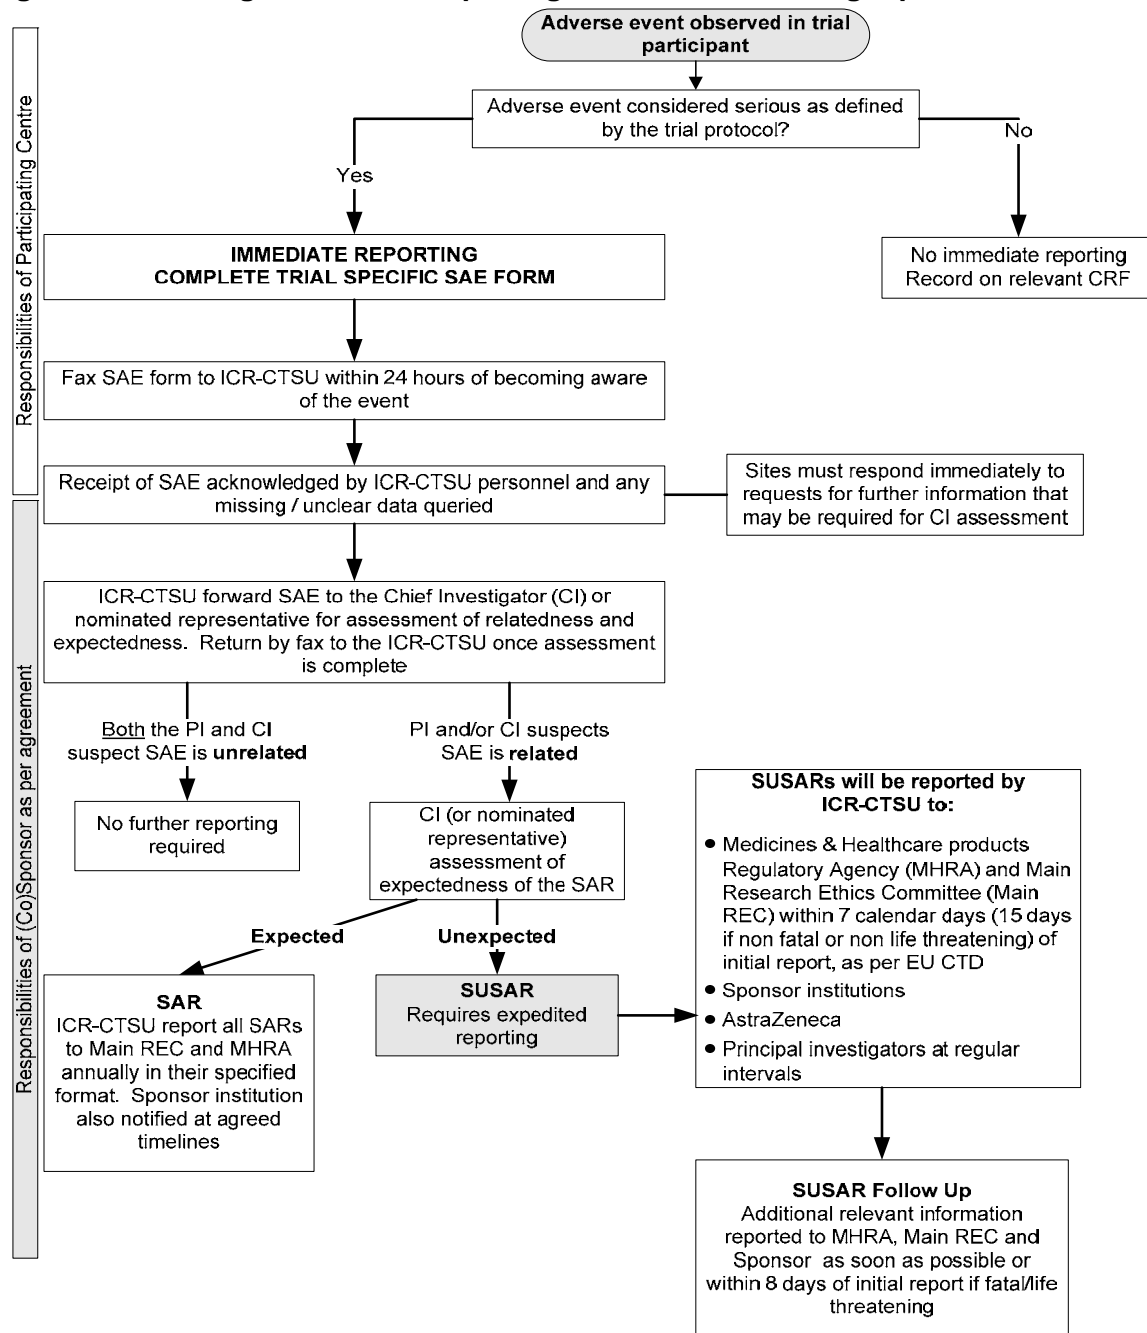 Adverse event observed in trial
participant
Adverse event considered serious as defined
by the trial protocol?
No
Yes
IMMEDIATE REPORTING
COMPLETE TRIAL SPECIFIC SAE FORM
No immediate reporting
Record on relevant CRF
Fax SAE form to ICR-CTSU within 24 hours of becoming aware
of the event
Receipt of SAE acknowledged by ICR-CTSU personnel and any
missing / unclear data queried
Sites must respond immediately to
requests for further information that
may be required for CI assessment
Responsibilities of Participating Centre
ICR-CTSU forward SAE to the Chief Investigator (CI) or
nominated representative for assessment of relatedness and
expectedness.  Return by fax to the ICR-CTSU once assessment
is complete
Both the PI and CI
suspect SAE is unrelated
PI and/or CI suspects
SAE is related
No further reporting
required
CI (or nominated
representative)
assessment of
expectedness of the SAR
Expected
Unexpected
SAR
ICR-CTSU report all SARs
to Main REC and MHRA
annually in their specified
format.  Sponsor institution
also notified at agreed
timelines
SUSAR
Requires expedited
reporting
SUSARs will be reported by
ICR-CTSU to:
• Medicines & Healthcare products
Regulatory Agency (MHRA) and Main
Research Ethics Committee (Main
REC) within 7 calendar days (15 days
if non fatal or non life threatening) of
initial report, as per EU CTD
• Sponsor institutions
• AstraZeneca
• Principal investigators at regular
intervals
SUSAR Follow Up
Additional relevant information
reported to MHRA, Main REC and
Sponsor  as soon as possible or
within 8 days of initial report if fatal/life
threatening
Responsibilities of (Co)Sponsor as per agreement